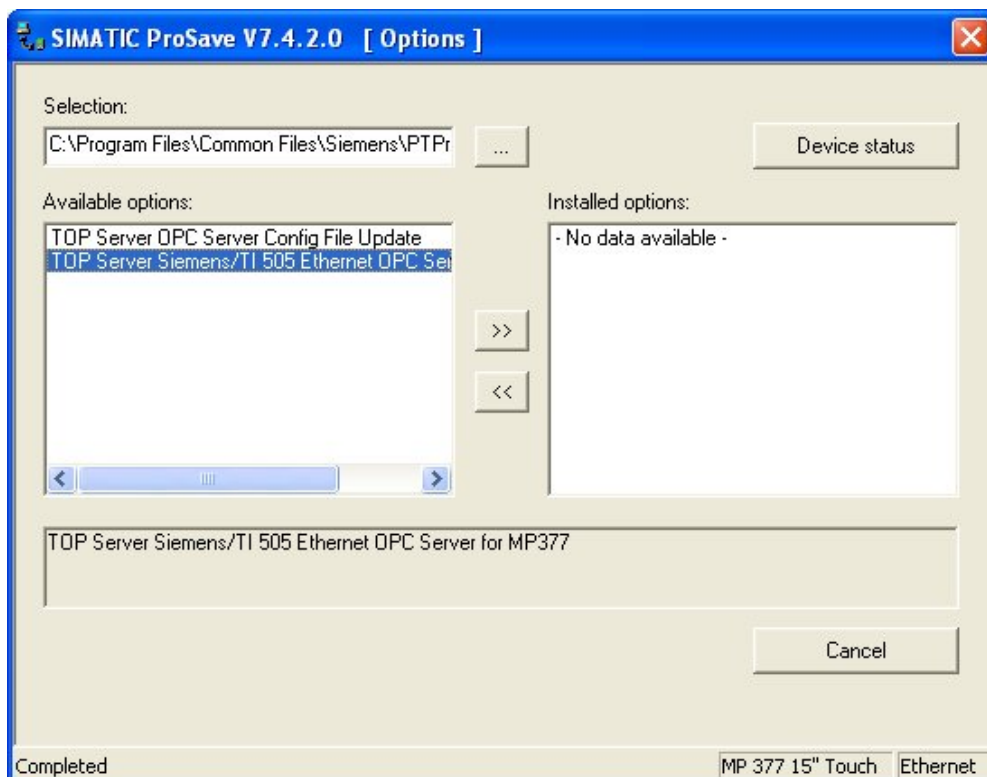 SIMATIC ProSave V7.4.2.0 [ Options ]
Selection:
C:\Program Files\Common Files\Siemens\PTPr
...
Device status
Available options:
Installed options:
TOP Server OPC Server Config File Update
TOP Server Siemens/TI 505 Ethernet OPC Ser
- No data available -
>>
<<
TOP Server Siemens/TI 505 Ethernet OPC Server for MP377
Cancel
Completed
MP 377 15" Touch
Ethernet